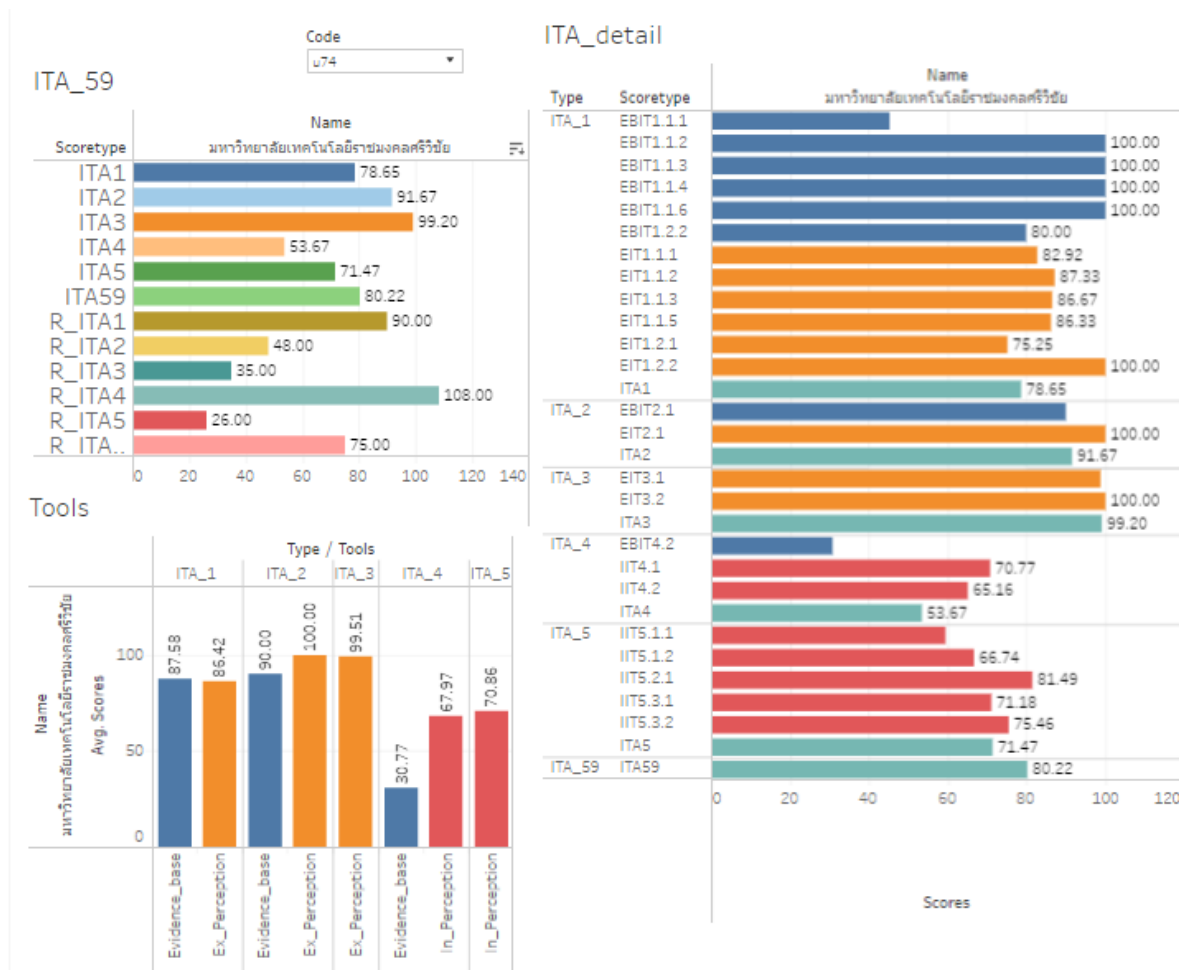 Code
u74
ITA_59
Name
Scoretype มหาวิทยาลัยเทคโนโลยีราชมงคลศรีวิชัย
ITA1 78.65
ITA2 91.67
ITA3 99.20
ITA4 53.67
ITA5 71.47
ITA59 80.22
R_ITA1 90.00
R_ITA2 48.00
R_ITA3 35.00
R_ITA4 108.00
R_ITA5 26.00
R_ITA.. 75.00
0 20 40 60 80 100 120 140
Tools
Type / Tools
ITA_1 ITA_2 ITA_3 ITA_4 ITA_5
Name
มหาวิทยาลัยเทคโนโลยีราชมงคลศรีวิชัย
Avg. Scores
100
50
0
87.58 86.42 90.00 100.00 99.51 30.77 67.97 70.86
Evidence_base Ex_Perception Evidence_base Ex_Perception Ex_Perception Evidence_base In_Perception In_Perception
ITA_detail
Name
Type Scoretype มหาวิทยาลัยเทคโนโลยีราชมงคลศรีวิชัย
ITA_1 EBIT1.1.1
EBIT1.1.2 100.00
EBIT1.1.3 100.00
EBIT1.1.4 100.00
EBIT1.1.6 100.00
EBIT1.2.2 80.00
EIT1.1.1 82.92
EIT1.1.2 87.33
EIT1.1.3 86.67
EIT1.1.5 86.33
EIT1.2.1 75.25
EIT1.2.2 100.00
ITA1 78.65
ITA_2 EBIT2.1
EIT2.1 100.00
ITA2 91.67
ITA_3 EIT3.1
EIT3.2 100.00
ITA3 99.20
ITA_4 EBIT4.2
IIT4.1 70.77
IIT4.2 65.16
ITA4 53.67
ITA_5 IIT5.1.1
IIT5.1.2 66.74
IIT5.2.1 81.49
IIT5.3.1 71.18
IIT5.3.2 75.46
ITA5 71.47
ITA_59 ITA59 80.22
0 20 40 60 80 100 120
Scores